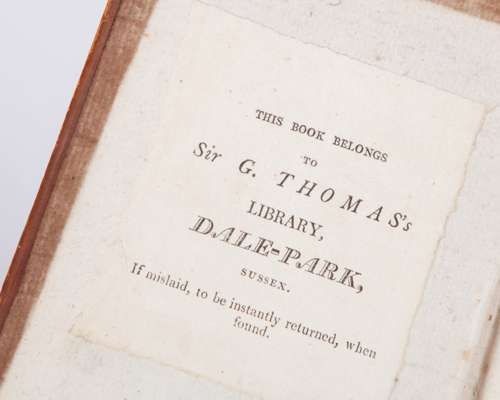 THIS BOOK BELONGS
TO
Sir G. THOMAS's
LIBRARY,
DALE-PARK,
SUSSEX.
If mislaid, to be instantly returned, when
found.